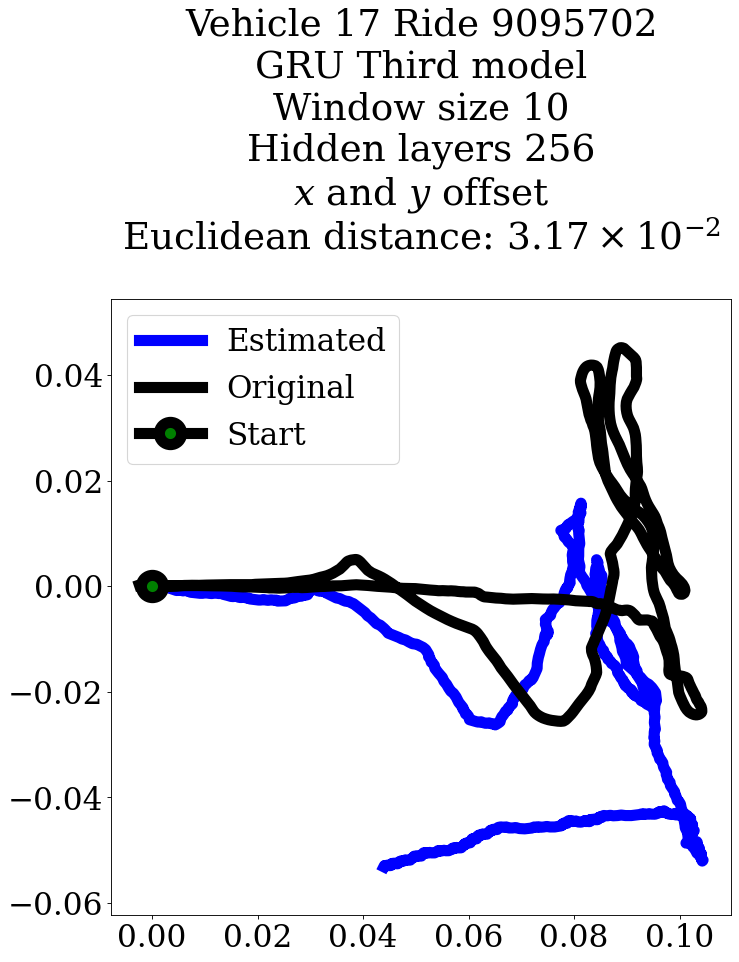 Vehicle 17 Ride 9095702
GRU Third model
Window size 10
Hidden layers 256
x and y offset
Euclidean distance: 3.17 × 10⁻²
Estimated
Original
Start
0.04
0.02
0.00
−0.02
−0.04
−0.06
0.00 0.02 0.04 0.06 0.08 0.10